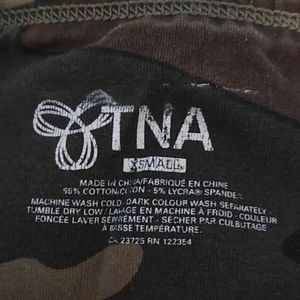 TNA
XSMALL
MADE IN CHINA/FABRIQUÉ EN CHINE
95% COTTON/COTON - 5% LYCRA® SPANDEX
MACHINE WASH COLD - DARK COLOUR WASH SEPARATELY
TUMBLE DRY LOW / LAVAGE EN MACHINE À FROID - COULEUR
FONCÉE LAVER SÉPARÉMENT - SÉCHER PAR CULBUTAGE
À BASSE TEMPÉRATURE.
CA 23725 RN 122354